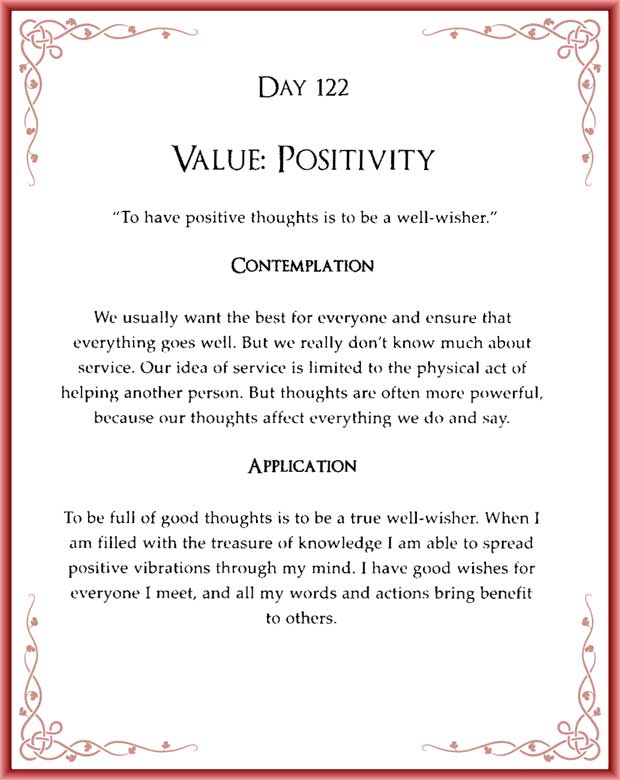 DAY 122
VALUE: POSITIVITY
“To have positive thoughts is to be a well-wisher.”
CONTEMPLATION
We usually want the best for everyone and ensure that
everything goes well. But we really don't know much about
service. Our idea of service is limited to the physical act of
helping another person. But thoughts are often more powerful,
because our thoughts affect everything we do and say.
APPLICATION
To be full of good thoughts is to be a true well-wisher. When I
am filled with the treasure of knowledge I am able to spread
positive vibrations through my mind. I have good wishes for
everyone I meet, and all my words and actions bring benefit
to others.